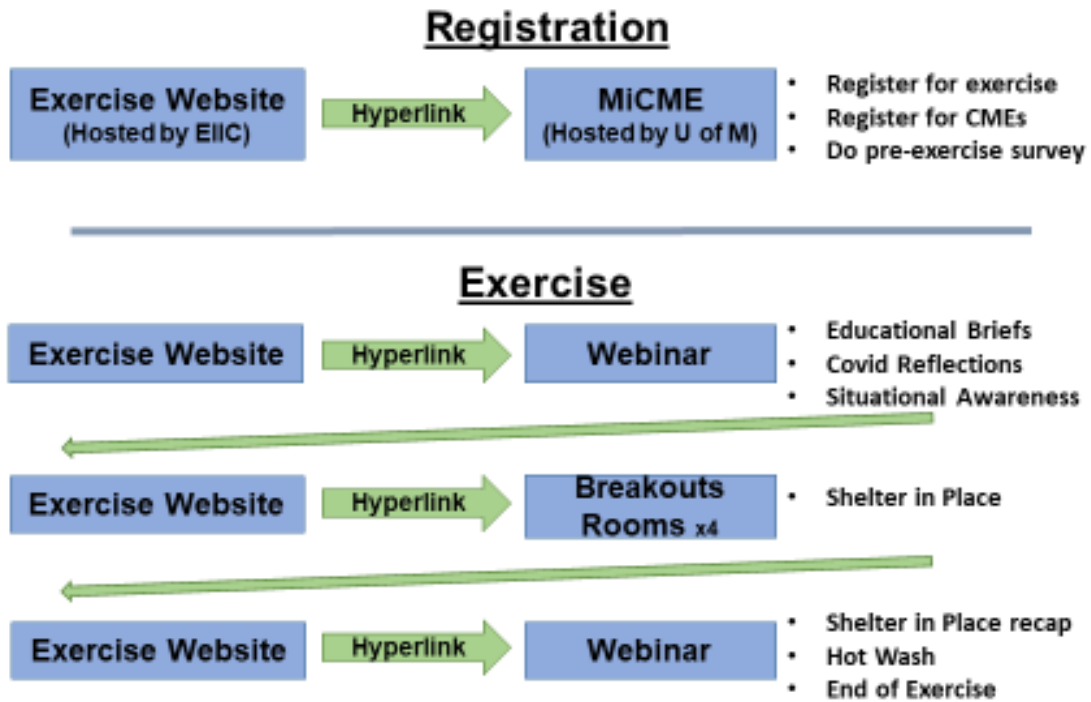 Registration
Exercise Website
(Hosted by EIIC)
Hyperlink
MiCME
(Hosted by U of M)
• Register for exercise
• Register for CMEs
• Do pre-exercise survey
Exercise
Exercise Website
Hyperlink
Webinar
• Educational Briefs
• Covid Reflections
• Situational Awareness
Exercise Website
Hyperlink
Breakouts
Rooms x4
• Shelter in Place
Exercise Website
Hyperlink
Webinar
• Shelter in Place recap
• Hot Wash
• End of Exercise